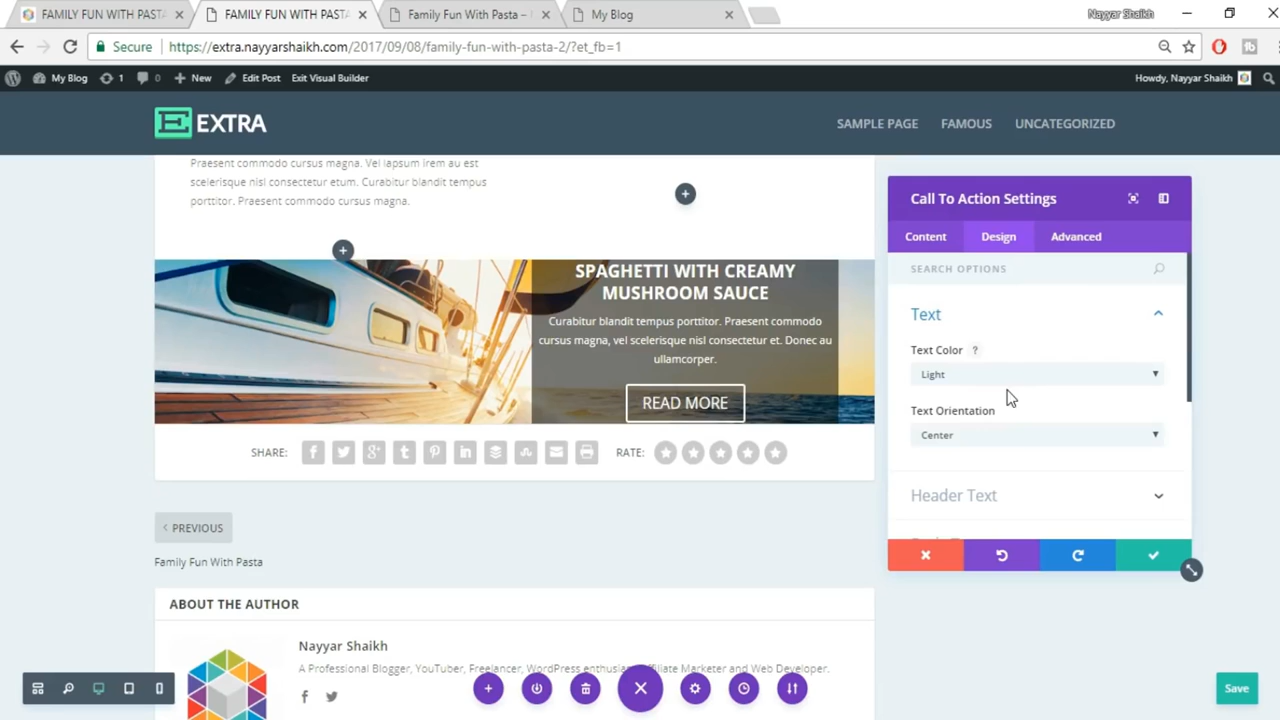 FAMILY FUN WITH PASTA
FAMILY FUN WITH PASTA
Family Fun With Pasta –
My Blog
Nayyar Shaikh
Secure
https://extra.nayyarshaikh.com/2017/09/08/family-fun-with-pasta-2/?et_fb=1
My Blog
1
0
New
Edit Post
Exit Visual Builder
Howdy, Nayyar Shaikh
EXTRA
SAMPLE PAGE
FAMOUS
UNCATEGORIZED
Praesent commodo cursus magna. Vel lapsum irem au est
scelerisque nisl consectetur etum. Curabitur blandit tempus
porttitor. Praesent commodo cursus magna.
SPAGHETTI WITH CREAMY
MUSHROOM SAUCE
Curabitur blandit tempus porttitor. Praesent commodo
cursus magna, vel scelerisque nisl consectetur et. Donec au
ullamcorper.
READ MORE
SHARE:
RATE:
< PREVIOUS
Family Fun With Pasta
ABOUT THE AUTHOR
Nayyar Shaikh
A Professional Blogger, YouTuber, Freelancer, WordPress enthusiast, Affiliate Marketer and Web Developer.
Call To Action Settings
Content
Design
Advanced
SEARCH OPTIONS
Text
Text Color ?
Light
Text Orientation
Center
Header Text
Save